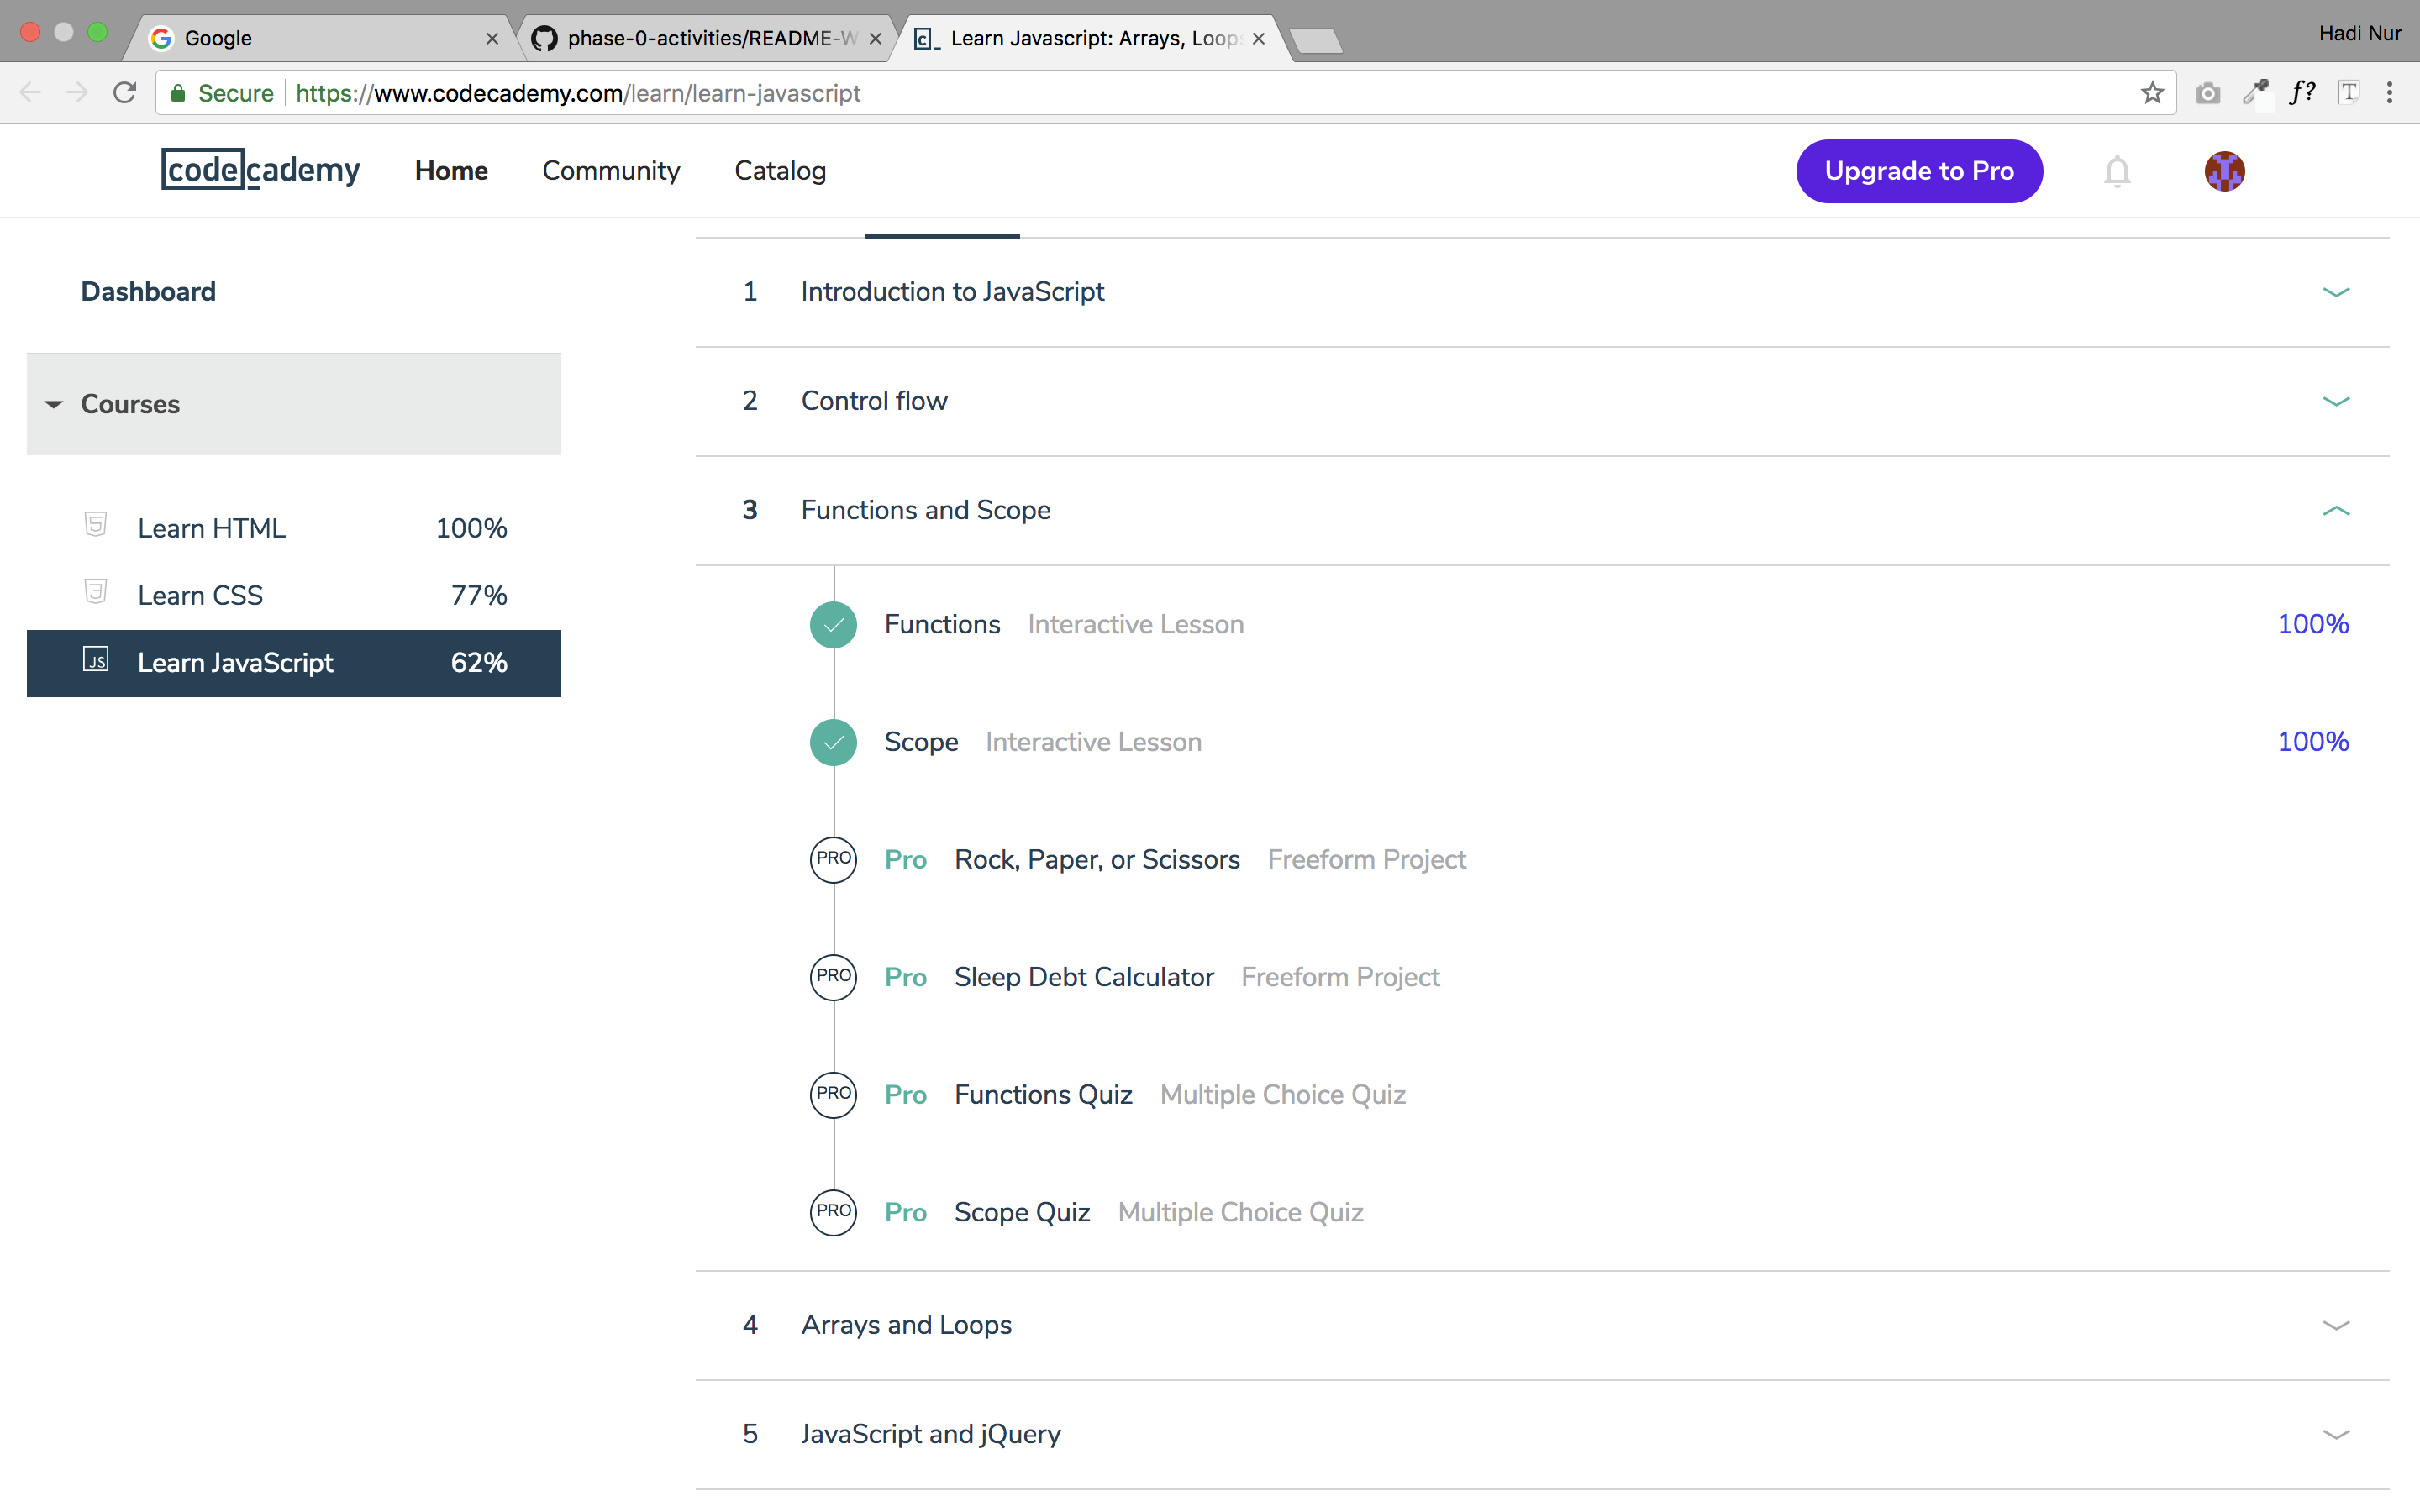 Google
phase-0-activities/README-W
Learn Javascript: Arrays, Loops
Hadi Nur
Secure https://www.codecademy.com/learn/learn-javascript
codecademy Home Community Catalog Upgrade to Pro
Dashboard
Courses
Learn HTML 100%
Learn CSS 77%
JS Learn JavaScript 62%
1 Introduction to JavaScript
2 Control flow
3 Functions and Scope
Functions Interactive Lesson 100%
Scope Interactive Lesson 100%
PRO Pro Rock, Paper, or Scissors Freeform Project
PRO Pro Sleep Debt Calculator Freeform Project
PRO Pro Functions Quiz Multiple Choice Quiz
PRO Pro Scope Quiz Multiple Choice Quiz
4 Arrays and Loops
5 JavaScript and jQuery